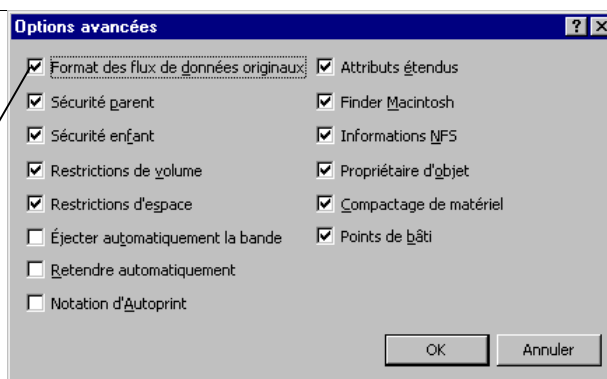 Options avancées
Format des flux de données originaux
Sécurité parent
Sécurité enfant
Restrictions de volume
Restrictions d'espace
Éjecter automatiquement la bande
Retendre automatiquement
Notation d'Autoprint
Attributs étendus
Finder Macintosh
Informations NFS
Propriétaire d'objet
Compactage de matériel
Points de bâti
OK
Annuler